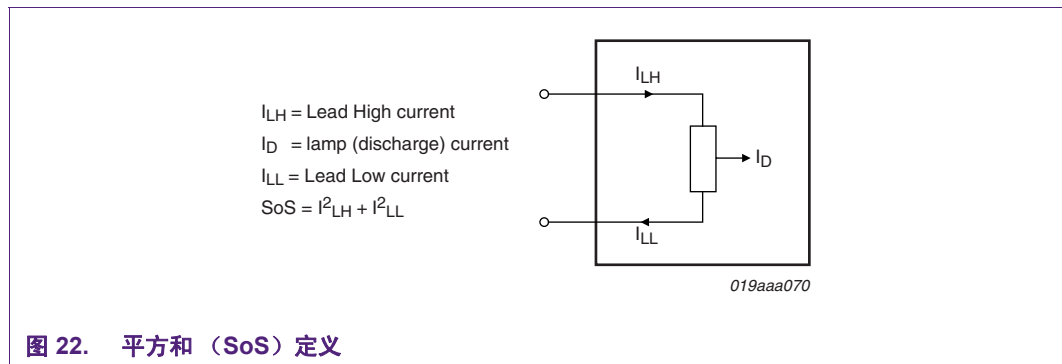 I_LH = Lead High current
I_D = lamp (discharge) current
I_LL = Lead Low current
SoS = I²_LH + I²_LL
I_LH
I_D
I_LL
019aaa070
图 22. 平方和 （SoS）定义